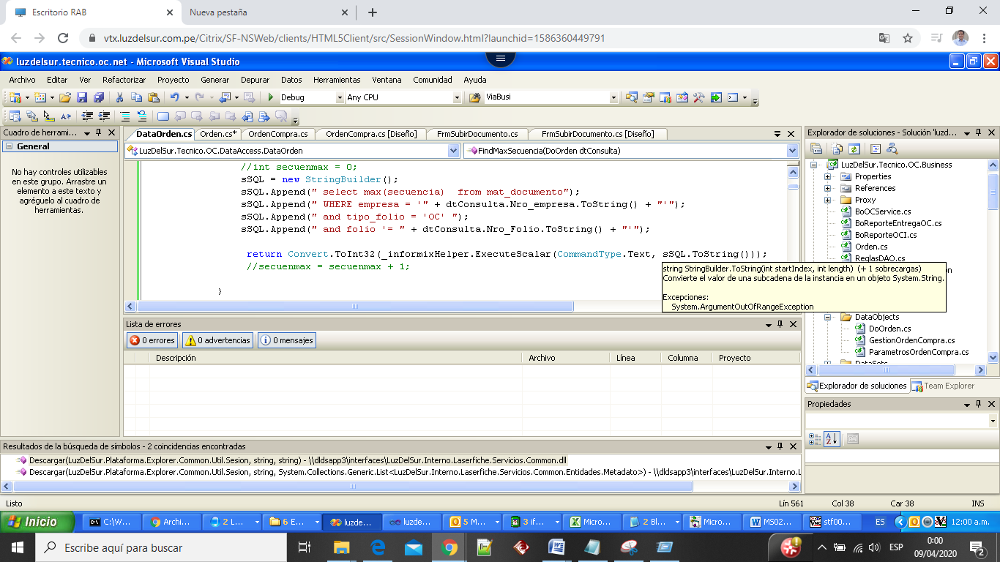 Escritorio RAB
Nueva pestaña
vtx.luzdelsur.com.pe/Citrix/SF-NSWeb/clients/HTML5Client/src/SessionWindow.html?launchid=1586360449791
luzdelsur.tecnico.oc.net - Microsoft Visual Studio
Archivo Editar Ver Refactorizar Proyecto Generar Depurar Datos Herramientas Ventana Comunidad Ayuda
Debug Any CPU ViaBusi
Cuadro de herrami...
General
No hay controles utilizables
en este grupo. Arrastre un
elemento a este texto y
agréguelo al cuadro de
herramientas.
DataOrden.cs Orden.cs* OrdenCompra.cs OrdenCompra.cs [Diseño] FrmSubirDocumento.cs FrmSubirDocumento.cs [Diseño]
LuzDelSur.Tecnico.OC.DataAccess.DataOrden FindMaxSecuencia(DoOrden dtConsulta)
//int secuenmax = 0;
sSQL = new StringBuilder();
sSQL.Append(" select max(secuencia)  from mat_documento");
sSQL.Append(" WHERE empresa = '" + dtConsulta.Nro_empresa.ToString() + "'");
sSQL.Append(" and tipo_folio = 'OC' ");
sSQL.Append(" and folio '= " + dtConsulta.Nro_Folio.ToString() + "'");
return Convert.ToInt32(_informixHelper.ExecuteScalar(CommandType.Text, sSQL.ToString()));
//secuenmax = secuenmax + 1;
}
string StringBuilder.ToString(int startIndex, int length) (+ 1 sobrecargas)
Convierte el valor de una subcadena de la instancia en un objeto System.String.
Excepciones:
System.ArgumentOutOfRangeException
Explorador de soluciones - Solución 'luzd...
LuzDelSur.Tecnico.OC.Business
Properties
References
Proxy
BoOCService.cs
BoReporteEntregaOC.cs
BoReporteOCI.cs
Orden.cs
ReglasDAO.cs
on
DataObjects
DoOrden.cs
GestionOrdenCompra.cs
ParametrosOrdenCompra.cs
DataSets
Explorador de soluciones Team Explorer
Propiedades
Lista de errores
0 errores 0 advertencias 0 mensajes
Descripción Archivo Línea Columna Proyecto
Resultados de la búsqueda de símbolos - 2 coincidencias encontradas
Descargar(LuzDelSur.Plataforma.Explorer.Common.Util.Sesion, string, string) - \\dldsapp3\interfaces\LuzDelSur.Interno.Laserfiche.Servicios.Common.dll
Descargar(LuzDelSur.Plataforma.Explorer.Common.Util.Sesion, string, System.Collections.Generic.List<LuzDelSur.Interno.Laserfiche.Servicios.Common.Entidades.Metadato>) - \\dldsapp3\interfaces\LuzDelSur.Interno.L
Listo Lín 561 Col 38 Car 38 INS
Inicio C:\W... Archi... 2 L... 6 E... luzde... luzde... 5 M... 3 if... Micro... 2 Bl... Micro... MS02... stf00... ES 12:00 a.m.
Escribe aquí para buscar
ESP
0:00
09/04/2020
2